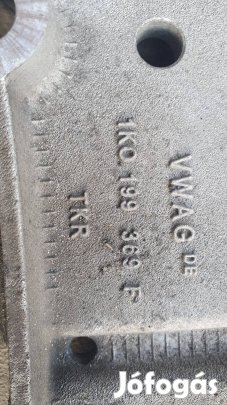 VWAG DE
1K0 199 369 F
TKR
Jófogás